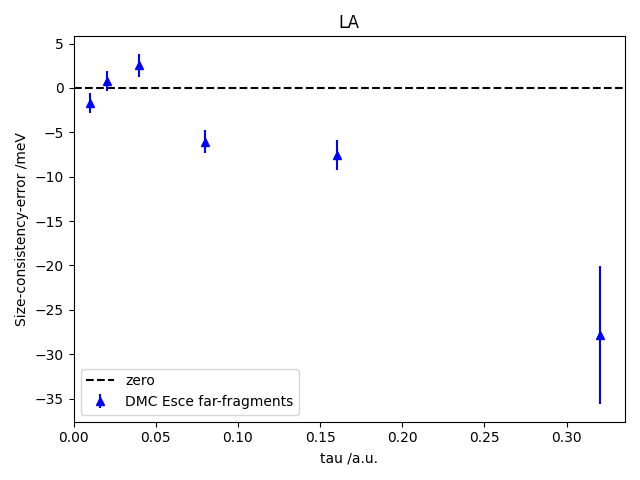 LA
5
0
−5
−10
−15
−20
−25
−30
−35
Size-consistency-error /meV
zero
DMC Esce far-fragments
0.00 0.05 0.10 0.15 0.20 0.25 0.30
tau /a.u.